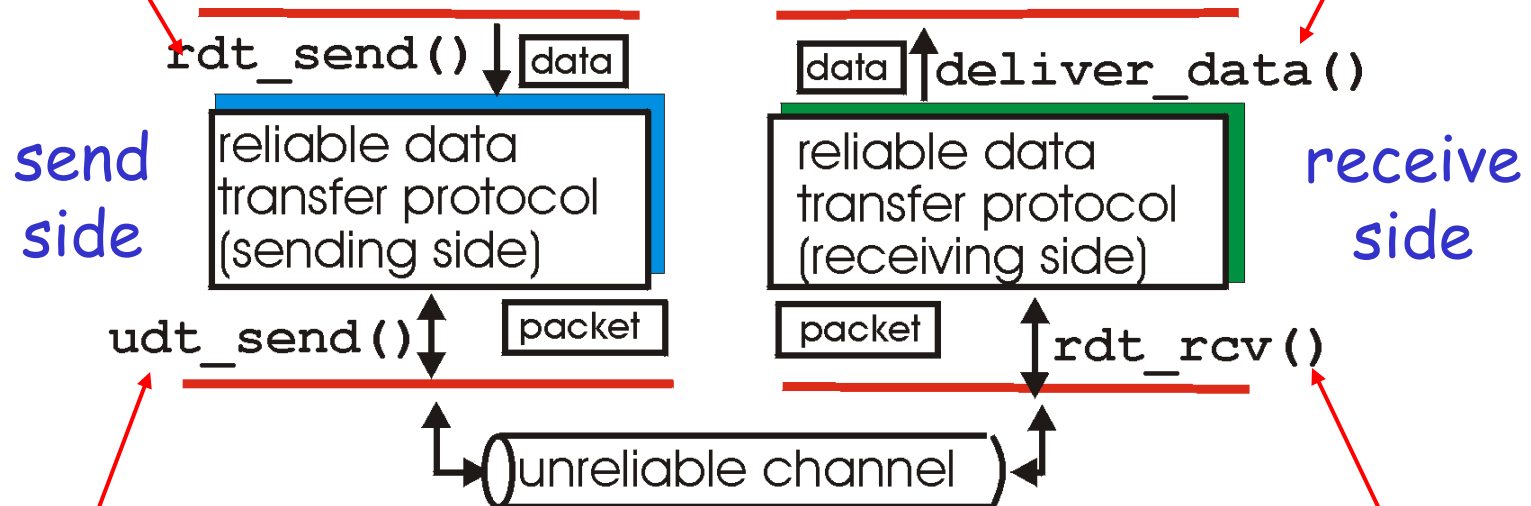 rdt_send()
data
data
deliver_data()
send
side
reliable data
transfer protocol
(sending side)
reliable data
transfer protocol
(receiving side)
receive
side
udt_send()
packet
packet
rdt_rcv()
unreliable channel